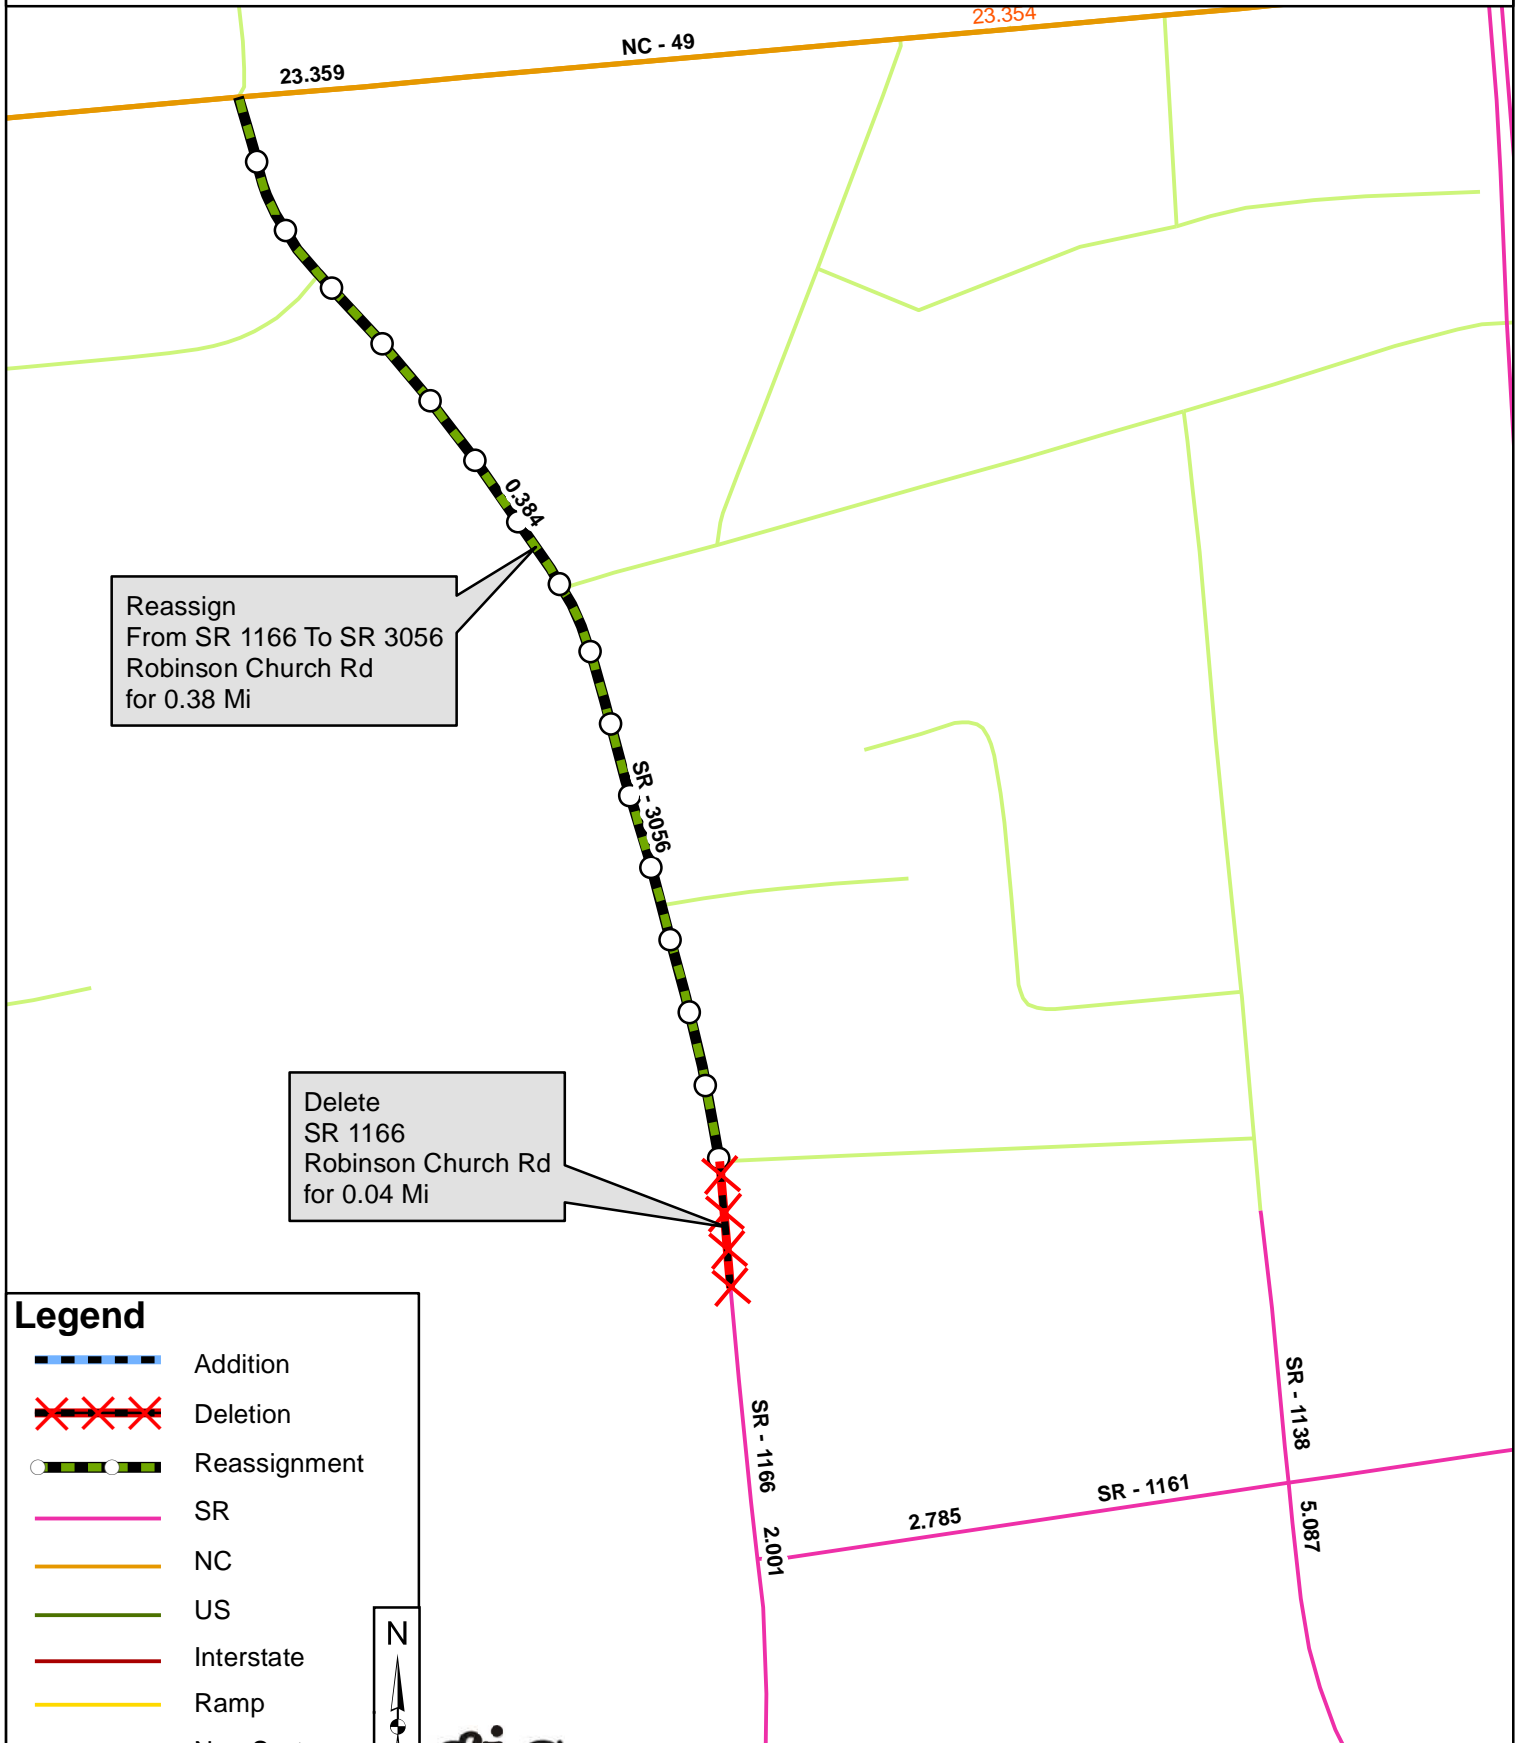 23.354
NC - 49
23.359
0.384
Reassign
From SR 1166 To SR 3056
Robinson Church Rd
for 0.38 Mi
SR - 3056
Delete
SR 1166
Robinson Church Rd
for 0.04 Mi
SR - 1166
2.001
2.785
SR - 1161
SR - 1138
5.087
Legend
Addition
Deletion
Reassignment
SR
NC
US
Interstate
Ramp
N